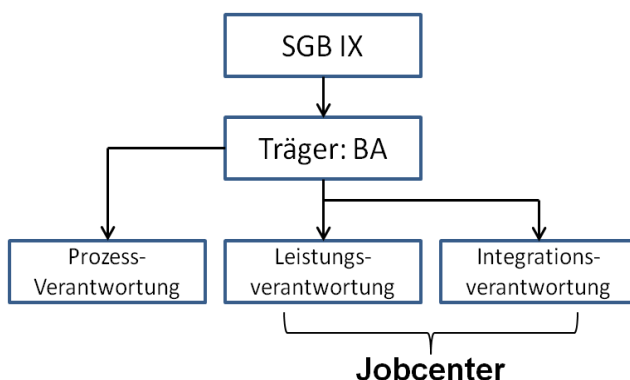 SGB IX
Träger: BA
Prozess-
Verantwortung
Leistungs-
verantwortung
Integrations-
verantwortung
Jobcenter